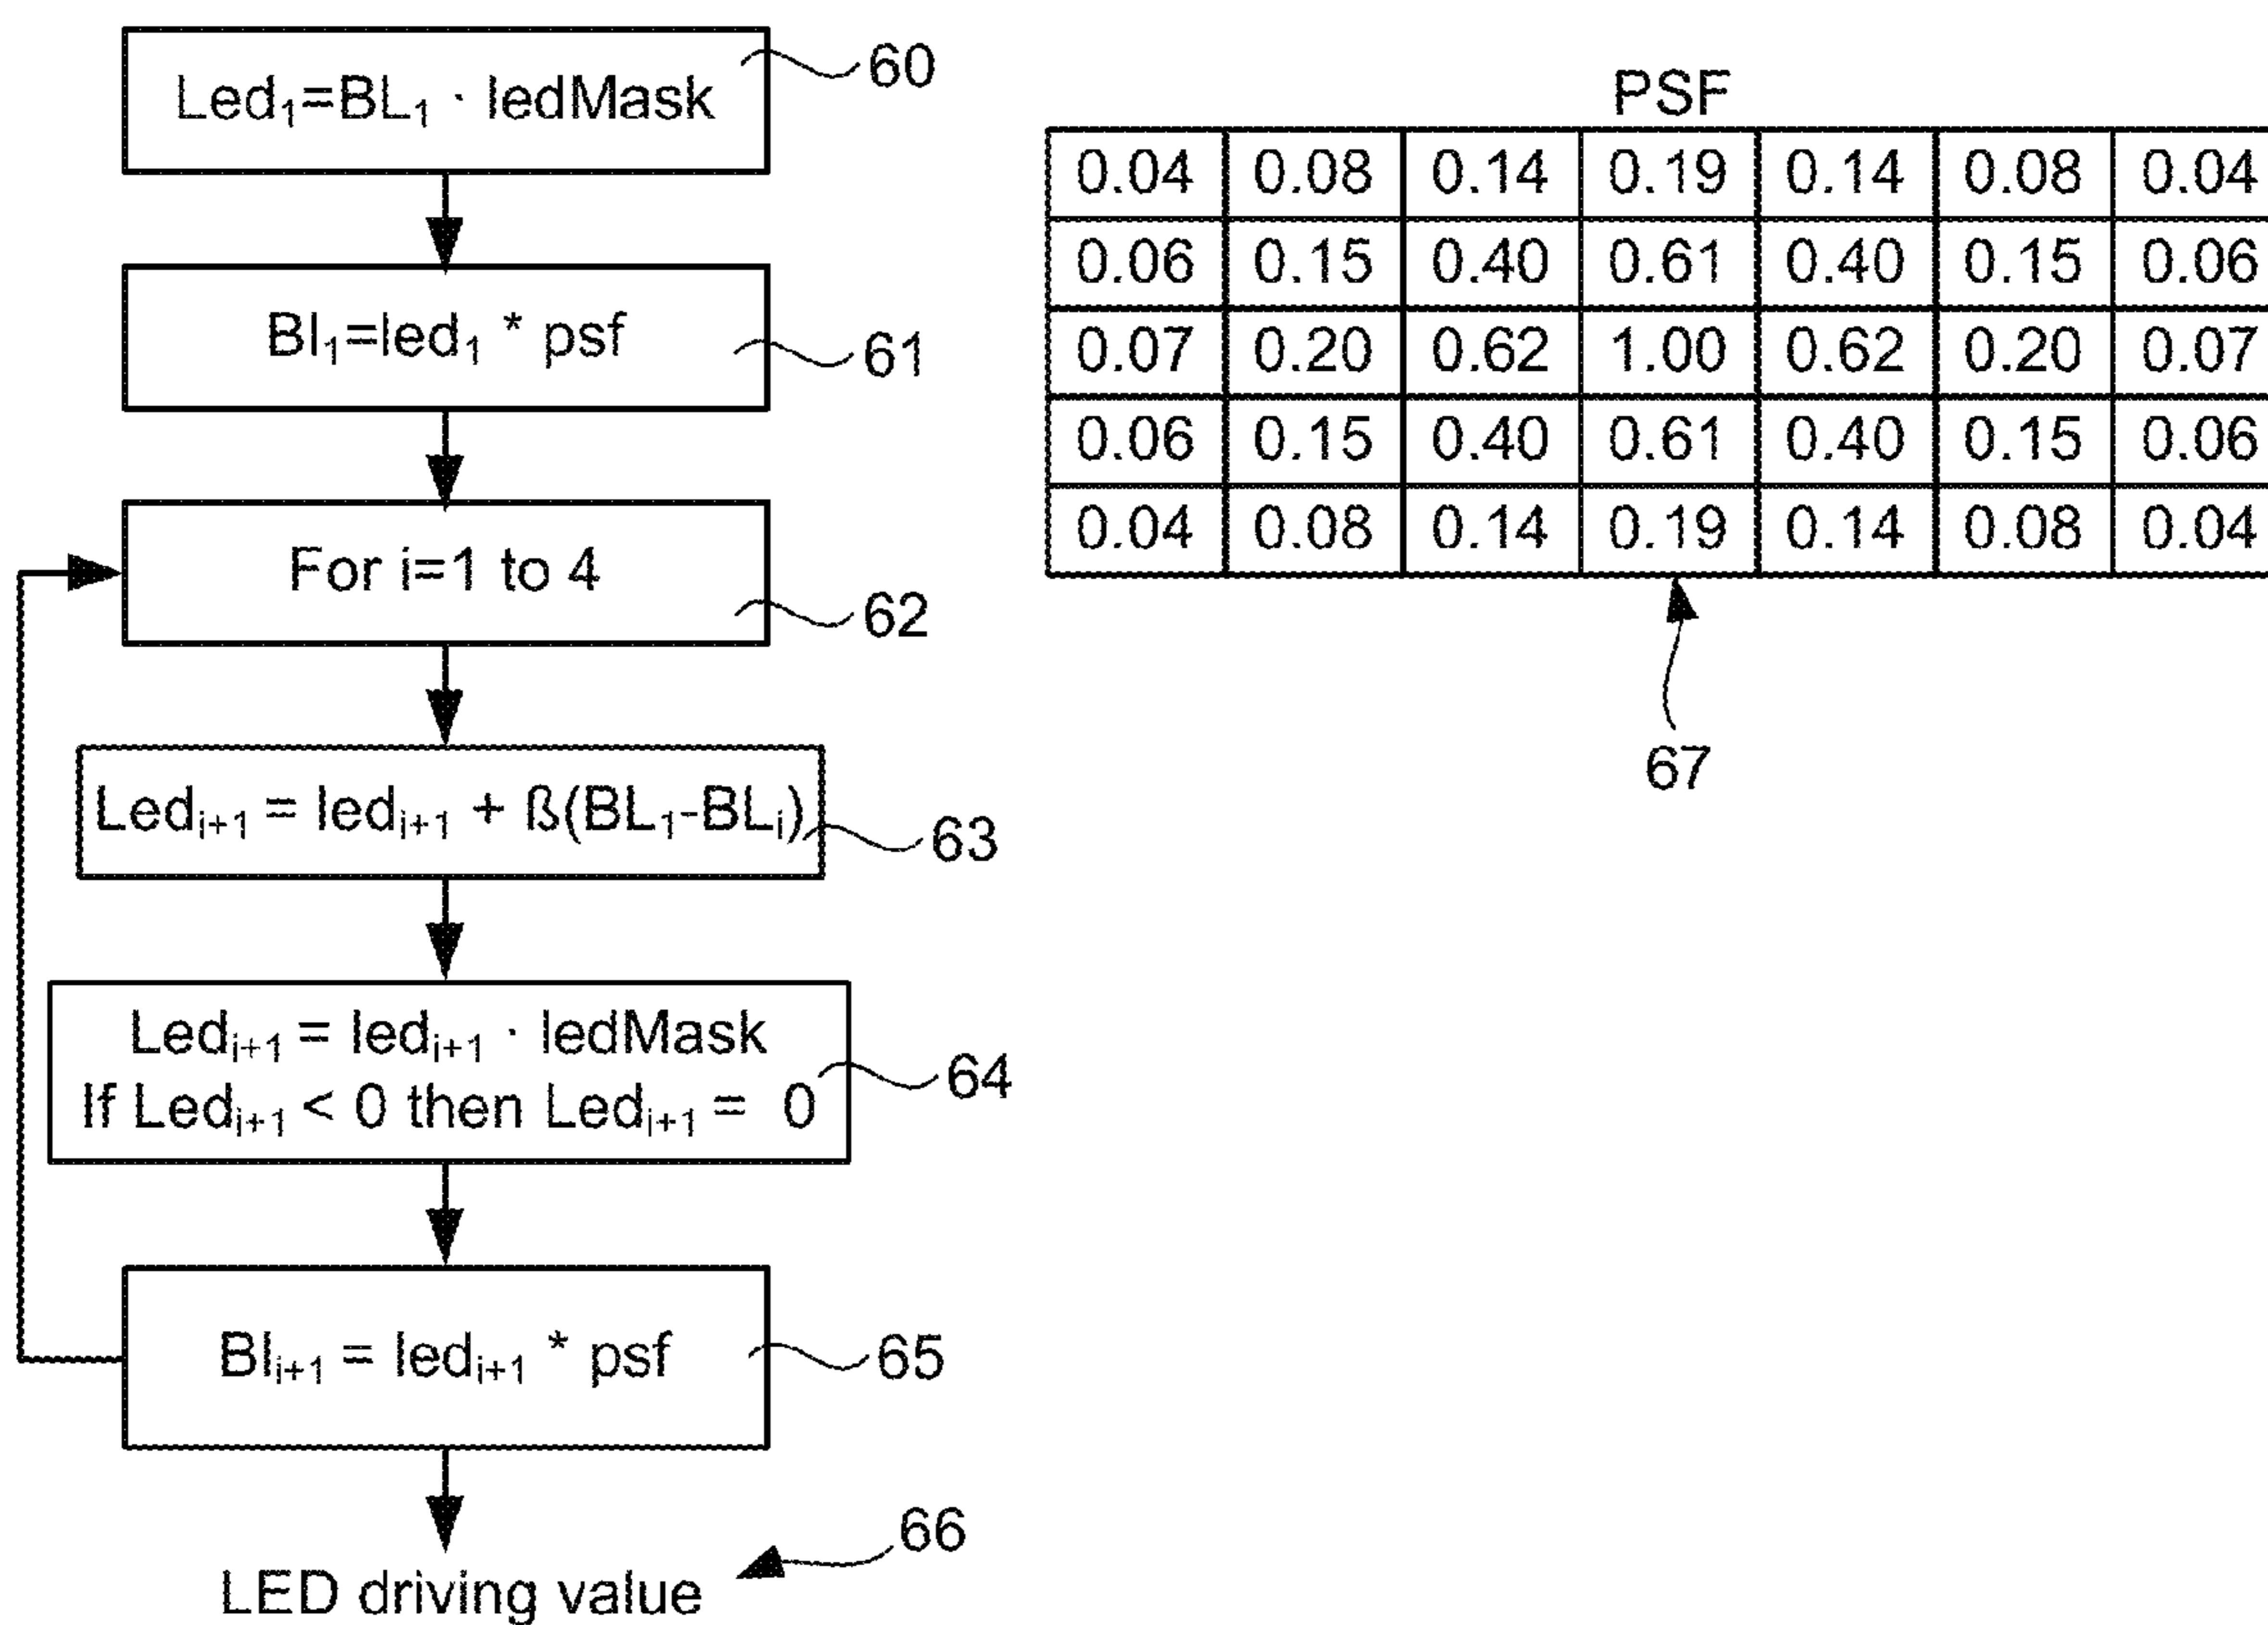 Led₁=BL₁ · ledMask
60
Bl₁=led₁ * psf
61
For i=1 to 4
62
Ledᵢ₊₁ = ledᵢ₊₁ + ß(BL₁-BLᵢ)
63
Ledᵢ₊₁ = ledᵢ₊₁ · ledMask
If Ledᵢ₊₁ < 0 then Ledᵢ₊₁ = 0
64
Blᵢ₊₁ = ledᵢ₊₁ * psf
65
66
LED driving value
PSF
0.04 0.08 0.14 0.19 0.14 0.08 0.04
0.06 0.15 0.40 0.61 0.40 0.15 0.06
0.07 0.20 0.62 1.00 0.62 0.20 0.07
0.06 0.15 0.40 0.61 0.40 0.15 0.06
0.04 0.08 0.14 0.19 0.14 0.08 0.04
67